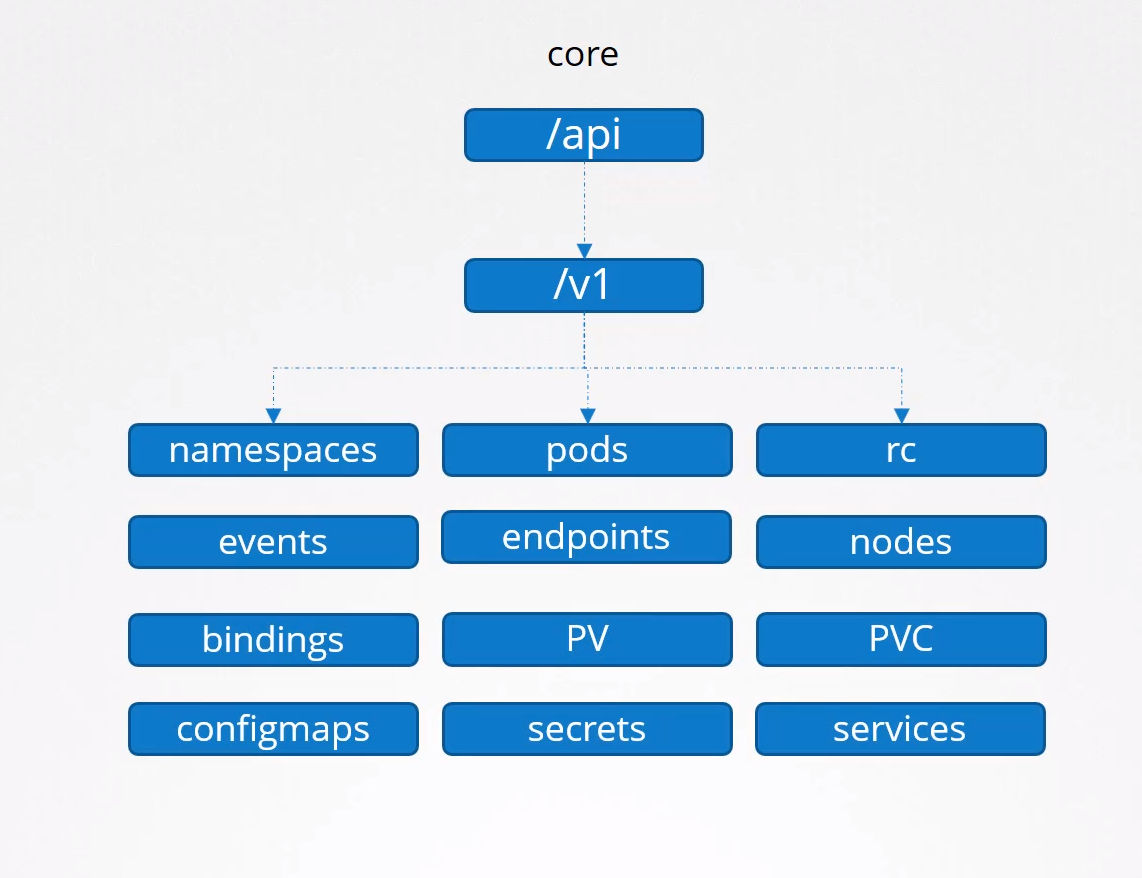 core
/api
/v1
namespaces
pods
rc
events
endpoints
nodes
bindings
PV
PVC
configmaps
secrets
services